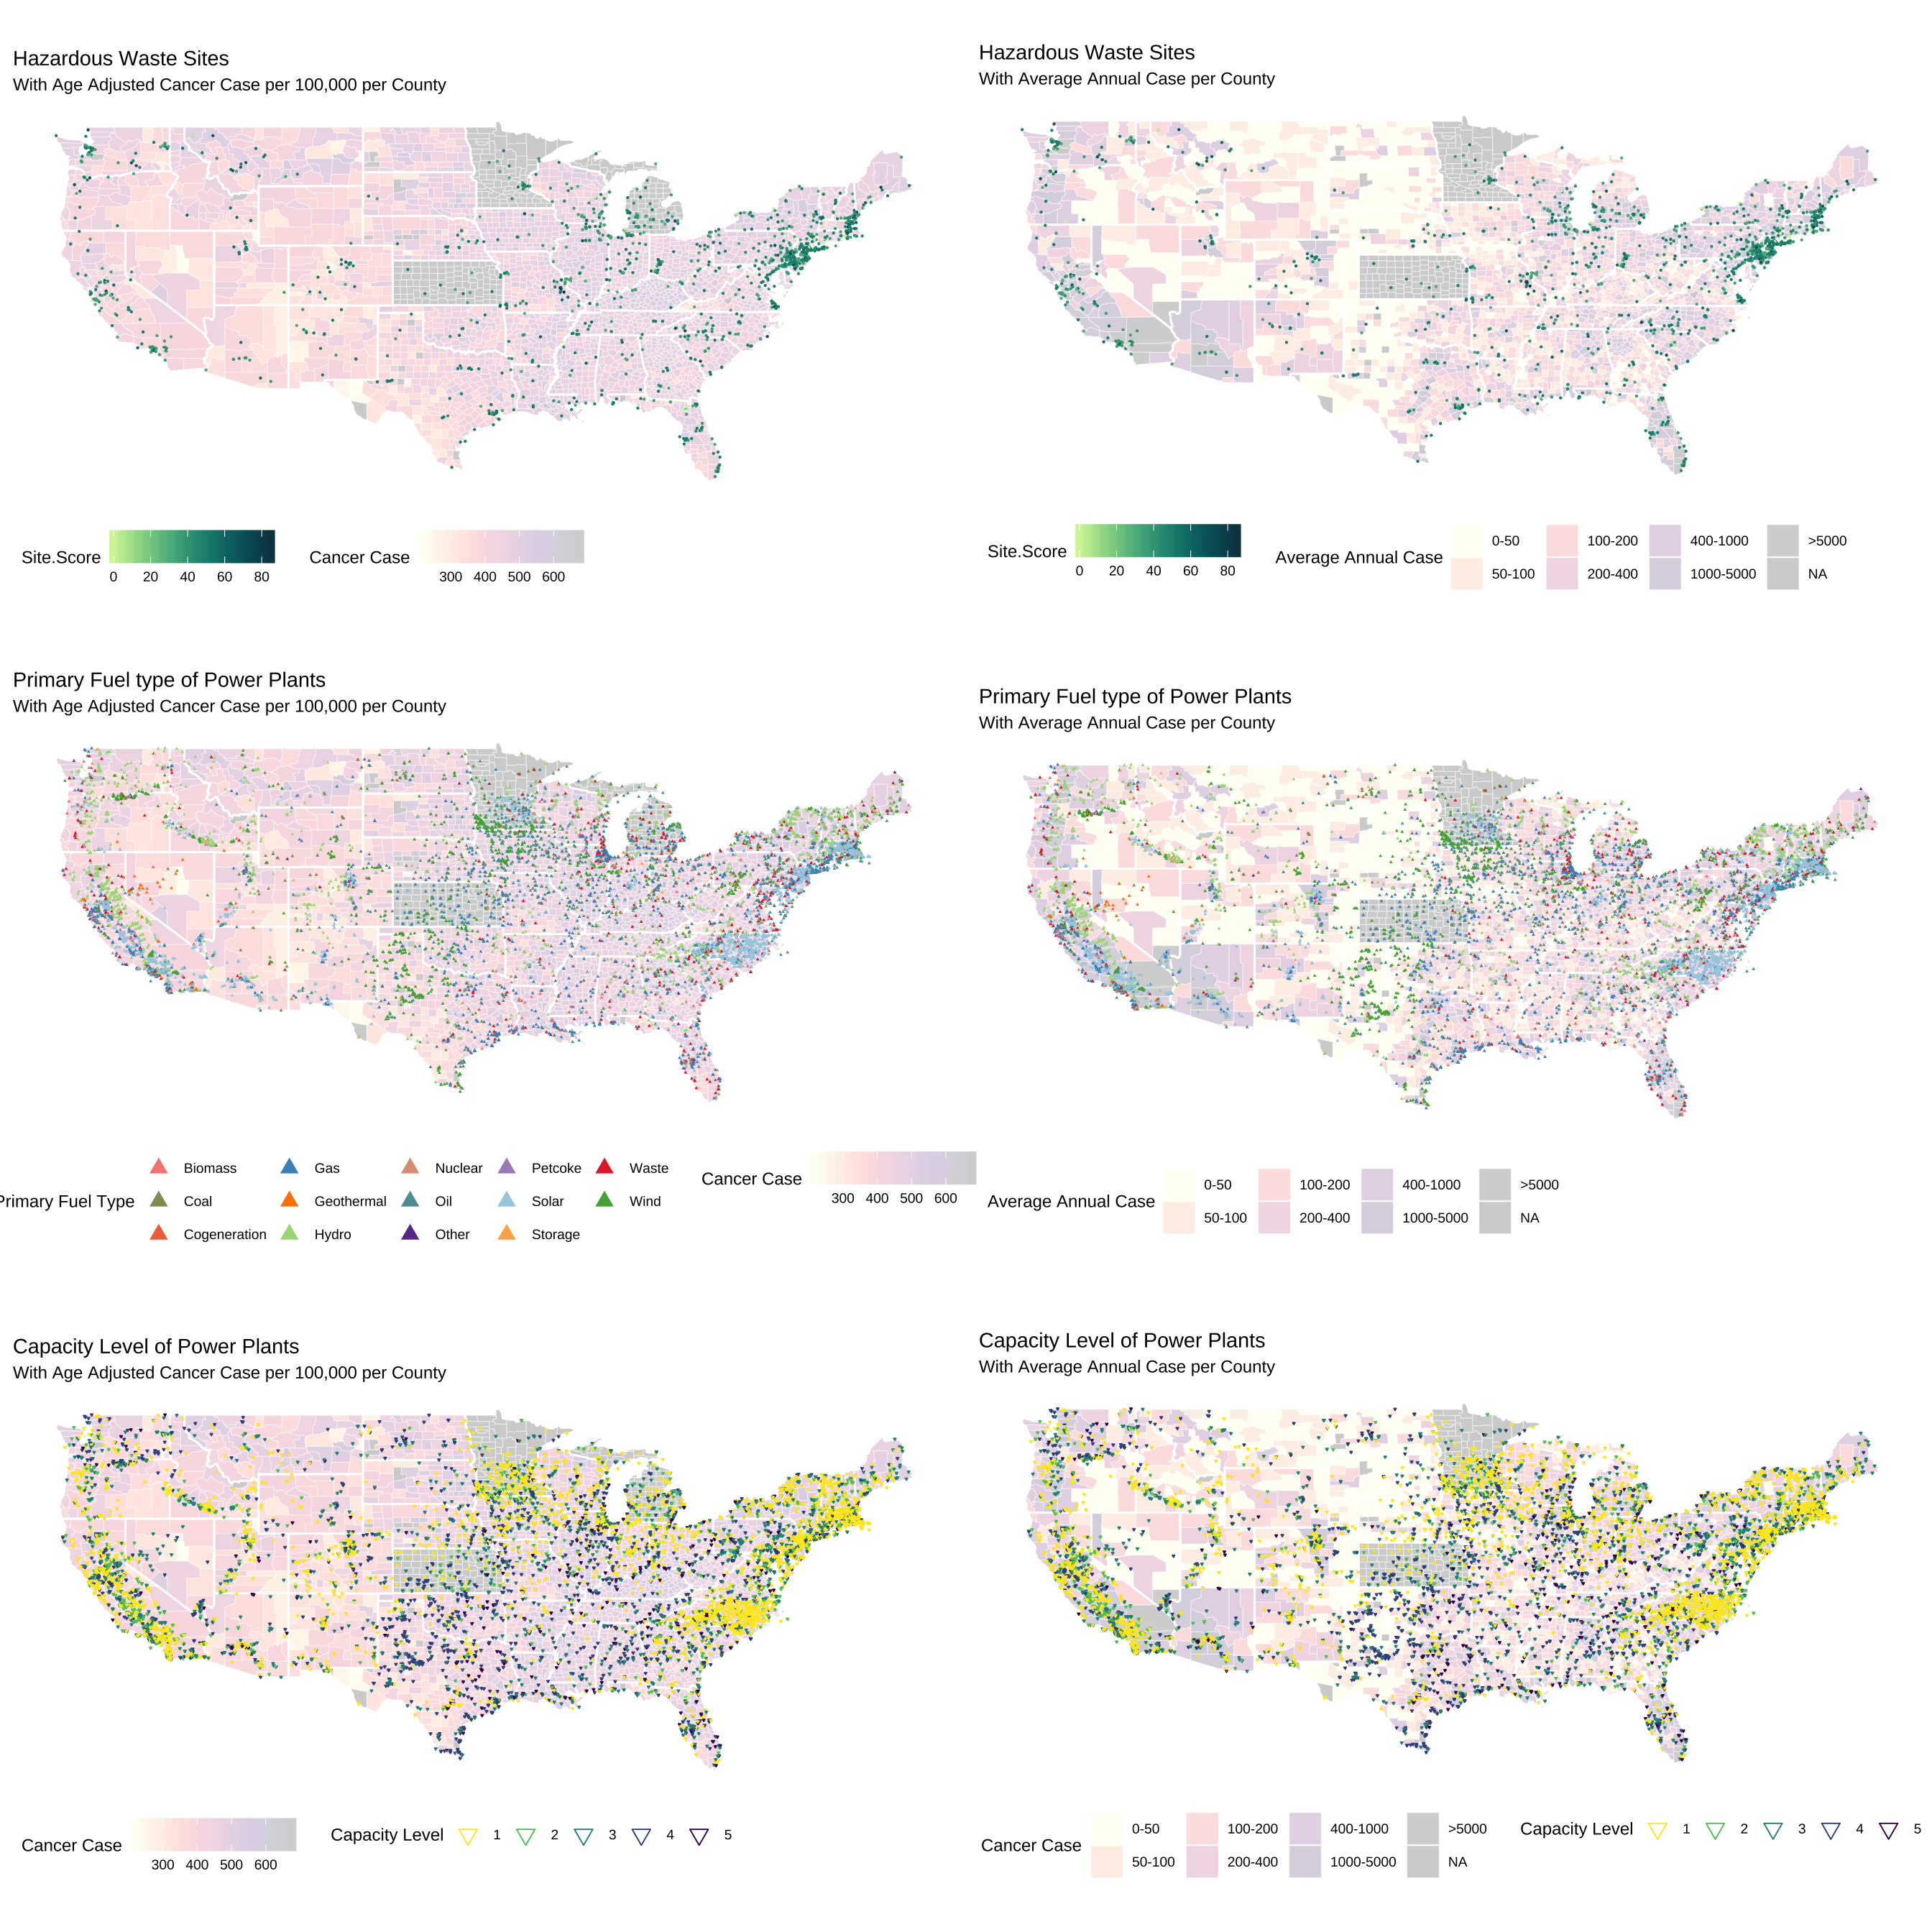 Hazardous Waste Sites
With Age Adjusted Cancer Case per 100,000 per County
Site.Score
0 20 40 60 80
Cancer Case
300 400 500 600
Hazardous Waste Sites
With Average Annual Case per County
Site.Score
0 20 40 60 80
Average Annual Case
0-50 100-200 400-1000 >5000
50-100 200-400 1000-5000 NA
Primary Fuel type of Power Plants
With Age Adjusted Cancer Case per 100,000 per County
Primary Fuel Type
Biomass Gas Nuclear Petcoke Waste
Coal Geothermal Oil Solar Wind
Cogeneration Hydro Other Storage
Cancer Case
300 400 500 600
Primary Fuel type of Power Plants
With Average Annual Case per County
Average Annual Case
0-50 100-200 400-1000 >5000
50-100 200-400 1000-5000 NA
Capacity Level of Power Plants
With Age Adjusted Cancer Case per 100,000 per County
Cancer Case
300 400 500 600
Capacity Level 1 2 3 4 5
Capacity Level of Power Plants
With Average Annual Case per County
Cancer Case
0-50 100-200 400-1000 >5000
50-100 200-400 1000-5000 NA
Capacity Level 1 2 3 4 5